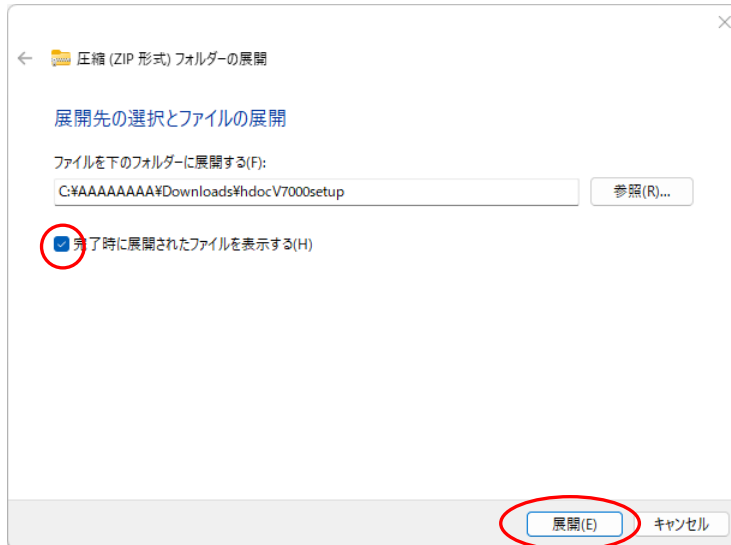 圧縮 (ZIP 形式) フォルダーの展開
展開先の選択とファイルの展開
ファイルを下のフォルダーに展開する(F):
C:¥AAAAAAAA¥Downloads¥hdocV7000setup
参照(R)...
完了時に展開されたファイルを表示する(H)
展開(E)
キャンセル